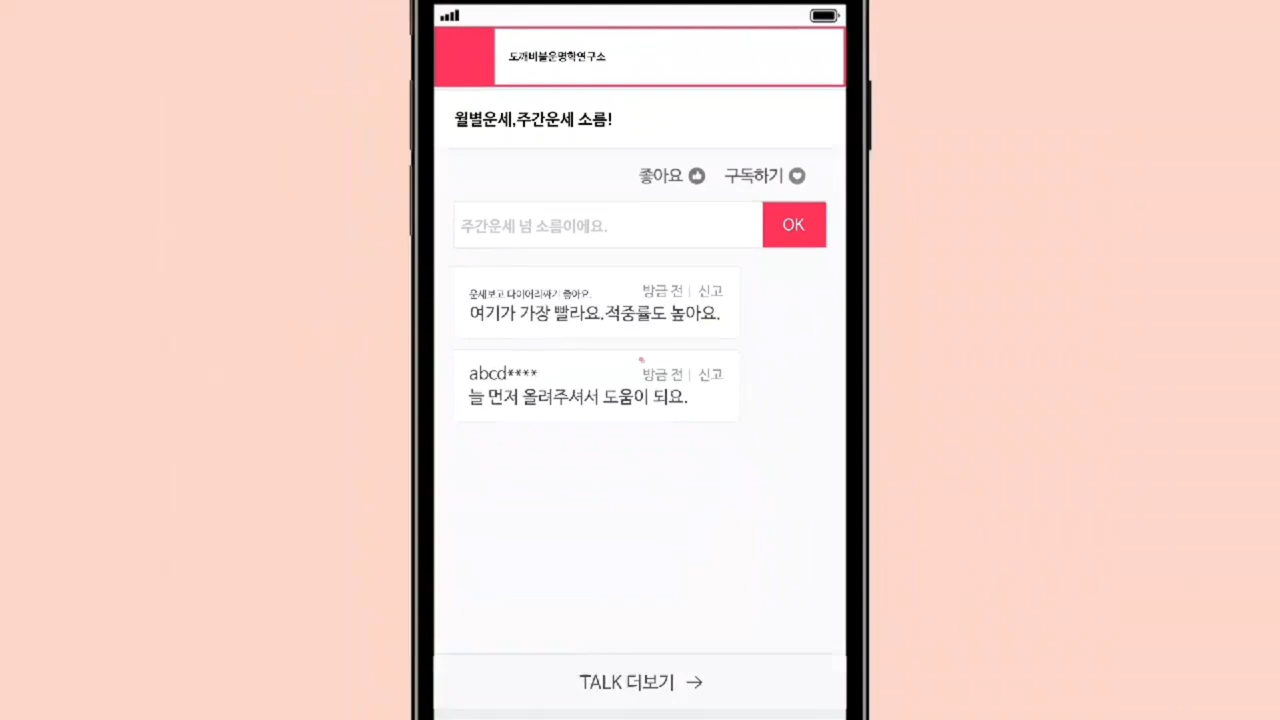 도깨비불운명학연구소
월별운세,주간운세 소름!
좋아요 구독하기
주간운세 넘 소름이에요.
OK
운세보고 다이어리짜기 좋아요.
방금 전 | 신고
여기가 가장 빨라요.적중률도 높아요.
abcd****
방금 전 | 신고
늘 먼저 올려주셔서 도움이 되요.
TALK 더보기 →